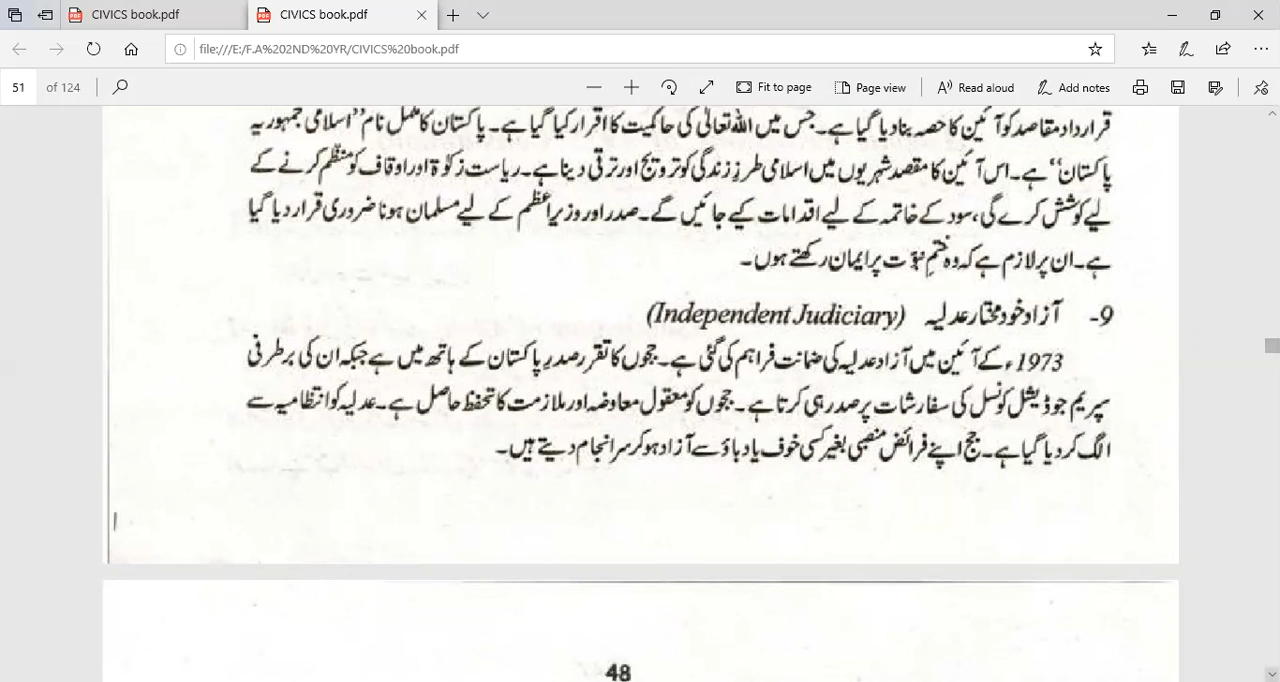 CIVICS book.pdf
CIVICS book.pdf
file:///E:/F.A%202ND%20YR/CIVICS%20book.pdf
51 of 124
Fit to page
Page view
Read aloud
Add notes
قرارداد مقاصد کو آئین کا حصہ بنا دیا گیا ہے۔ جس میں اللہ تعالیٰ کی حاکمیت کا اقرار کیا گیا ہے۔ پاکستان کا مکمل نام ”اسلامی جمہوریہ
پاکستان“ ہے۔ اس آئین کا مقصد شہریوں میں اسلامی طرزِ زندگی کو ترویج اور ترقی دینا ہے۔ ریاست زکوٰۃ اور اوقاف کو منظم کرنے کے
لیے کوشش کرے گی، سود کے خاتمہ کے لیے اقدامات کیے جائیں گے۔ صدر اور وزیراعظم کے لیے مسلمان ہونا ضروری قرار دیا گیا
ہے۔ ان پر لازم ہے کہ وہ ختمِ نبوّت پر ایمان رکھتے ہوں۔
9- آزاد خود مختار عدلیہ (Independent Judiciary)
1973ء کے آئین میں آزاد عدلیہ کی ضمانت فراہم کی گئی ہے۔ ججوں کا تقرر صدرِ پاکستان کے ہاتھ میں ہے جبکہ ان کی برطرفی
سپریم جوڈیشل کونسل کی سفارشات پر صدر ہی کرتا ہے۔ ججوں کو معقول معاوضہ اور ملازمت کا تحفظ حاصل ہے۔ عدلیہ کو انتظامیہ سے
الگ کر دیا گیا ہے۔ جج اپنے فرائض منصبی بغیر کسی خوف یا دباؤ سے آزاد ہو کر سرانجام دیتے ہیں۔
48